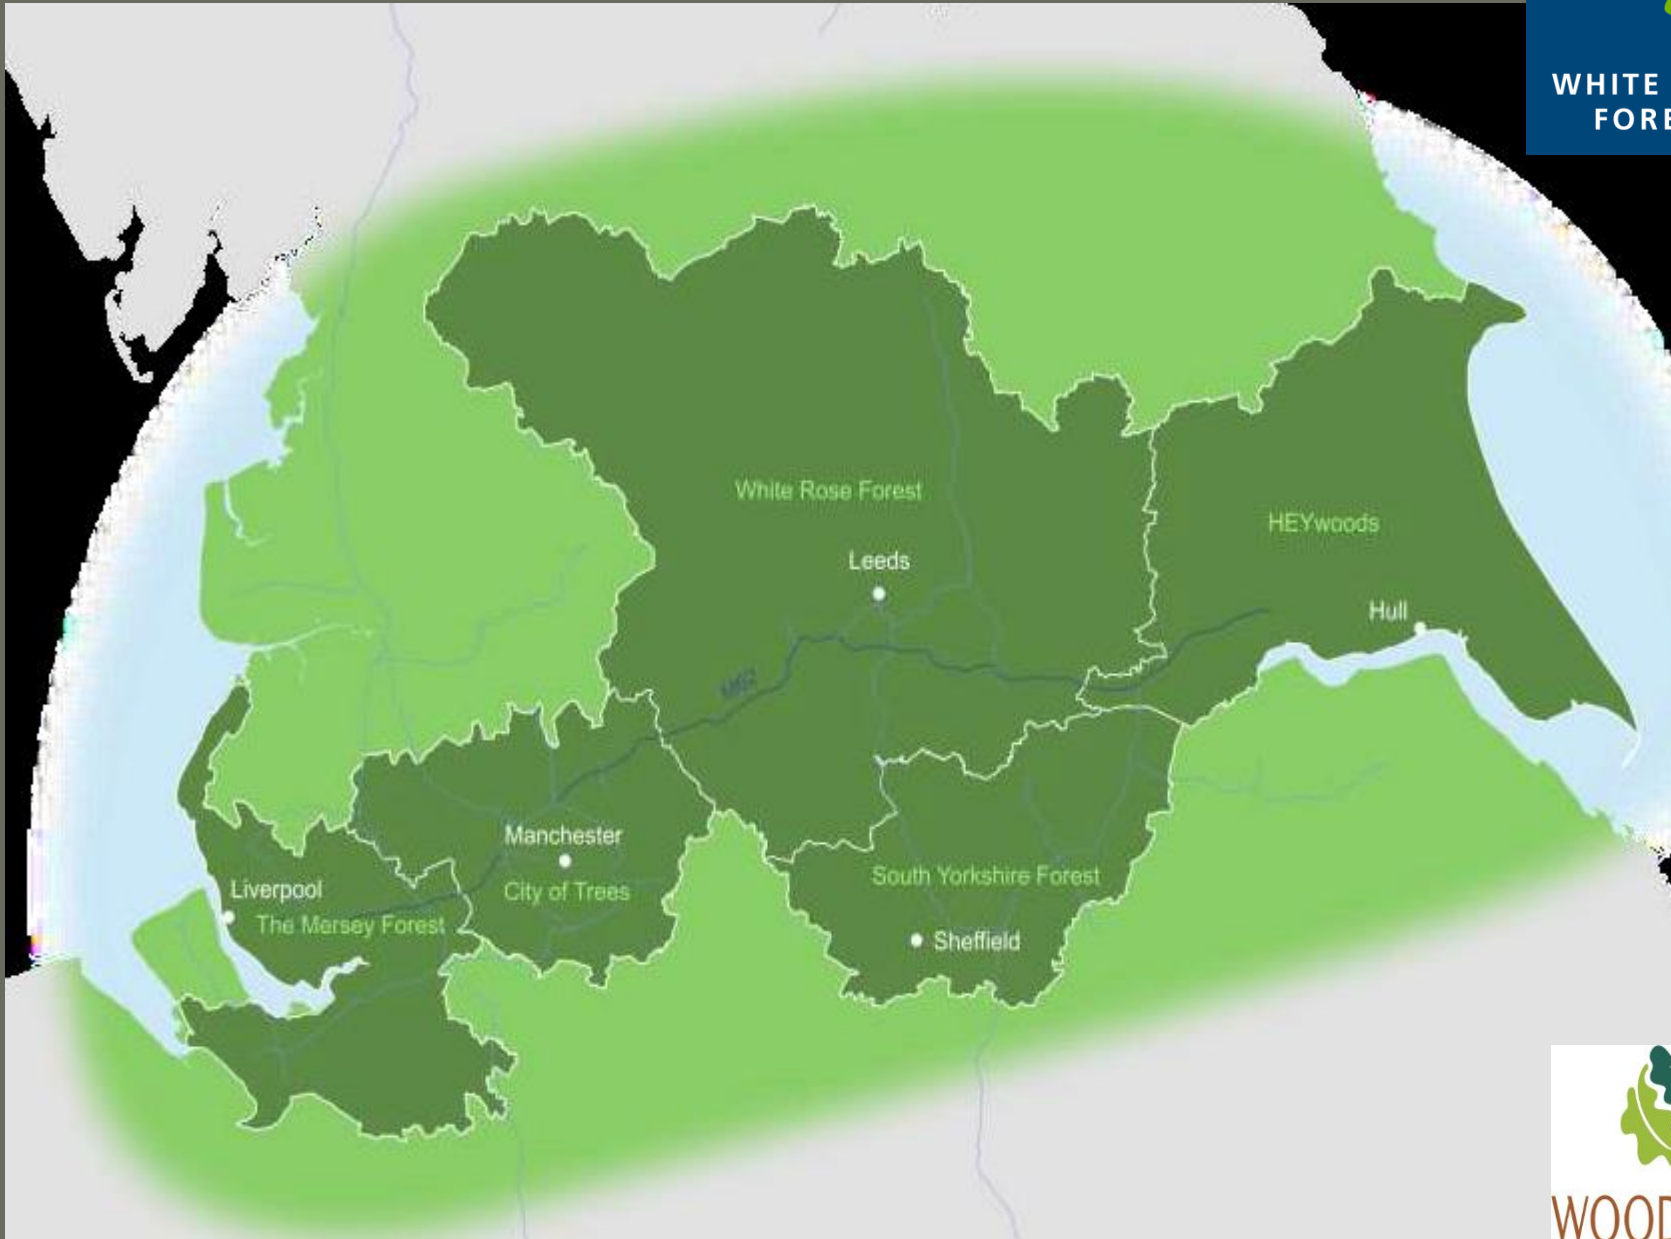 WHITE
FORE
White Rose Forest
HEYwoods
Leeds
Hull
M62
Manchester
City of Trees
Liverpool
The Mersey Forest
South Yorkshire Forest
Sheffield
WOOD